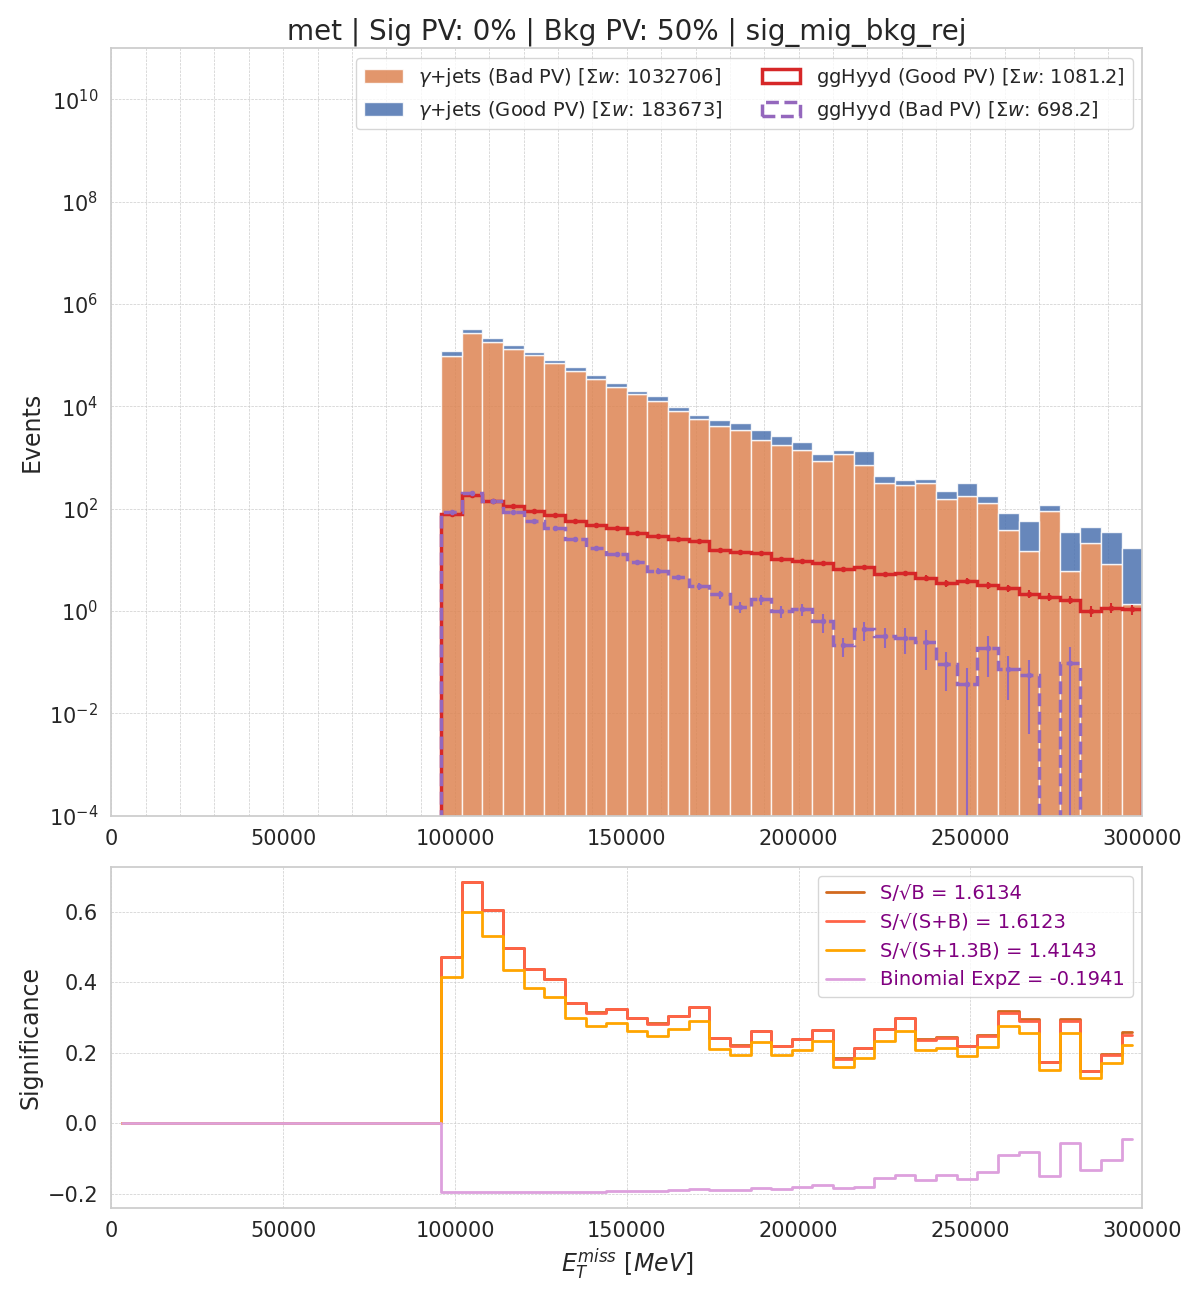 met | Sig PV: 0% | Bkg PV: 50% | sig_mig_bkg_rej
γ+jets (Bad PV) [Σw: 1032706]
γ+jets (Good PV) [Σw: 183673]
ggHyyd (Good PV) [Σw: 1081.2]
ggHyyd (Bad PV) [Σw: 698.2]
Events
10^10
10^8
10^6
10^4
10^2
10^0
10^−2
10^−4
0 50000 100000 150000 200000 250000 300000
S/√B = 1.6134
S/√(S+B) = 1.6123
S/√(S+1.3B) = 1.4143
Binomial ExpZ = -0.1941
Significance
0.6
0.4
0.2
0.0
−0.2
0 50000 100000 150000 200000 250000 300000
E_T^miss [MeV]